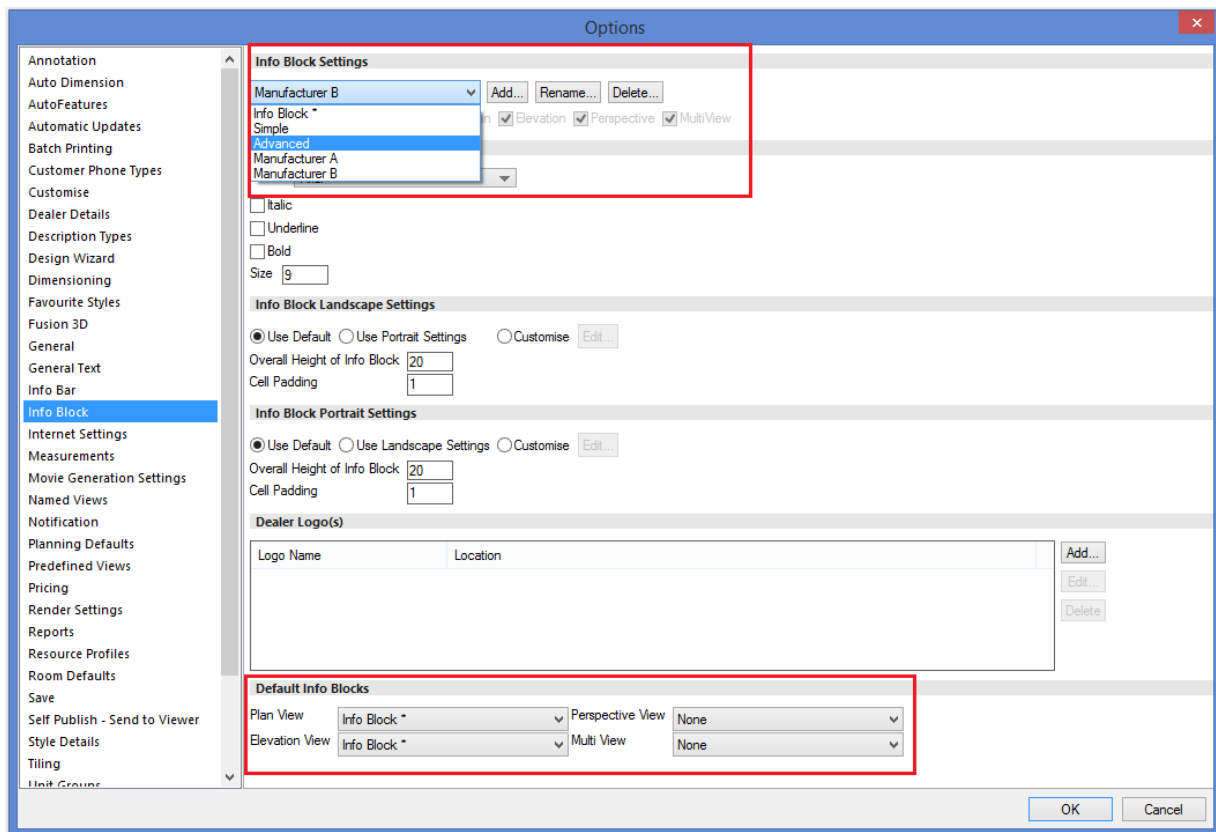 Options
Annotation
Auto Dimension
AutoFeatures
Automatic Updates
Batch Printing
Customer Phone Types
Customise
Dealer Details
Description Types
Design Wizard
Dimensioning
Favourite Styles
Fusion 3D
General
General Text
Info Bar
Info Block
Internet Settings
Measurements
Movie Generation Settings
Named Views
Notification
Planning Defaults
Predefined Views
Pricing
Render Settings
Reports
Resource Profiles
Room Defaults
Save
Self Publish - Send to Viewer
Style Details
Tiling
Unit Groups
Info Block Settings
Manufacturer B Add... Rename... Delete...
Info Block *
Elevation Perspective MultiView
Simple
Advanced
Manufacturer A
Manufacturer B
Italic
Underline
Bold
Size 9
Info Block Landscape Settings
Use Default Use Portrait Settings Customise Edit...
Overall Height of Info Block 20
Cell Padding 1
Info Block Portrait Settings
Use Default Use Landscape Settings Customise Edit...
Overall Height of Info Block 20
Cell Padding 1
Dealer Logo(s)
Logo Name Location Add...
Edit...
Delete
Default Info Blocks
Plan View Info Block * Perspective View None
Elevation View Info Block * Multi View None
OK Cancel